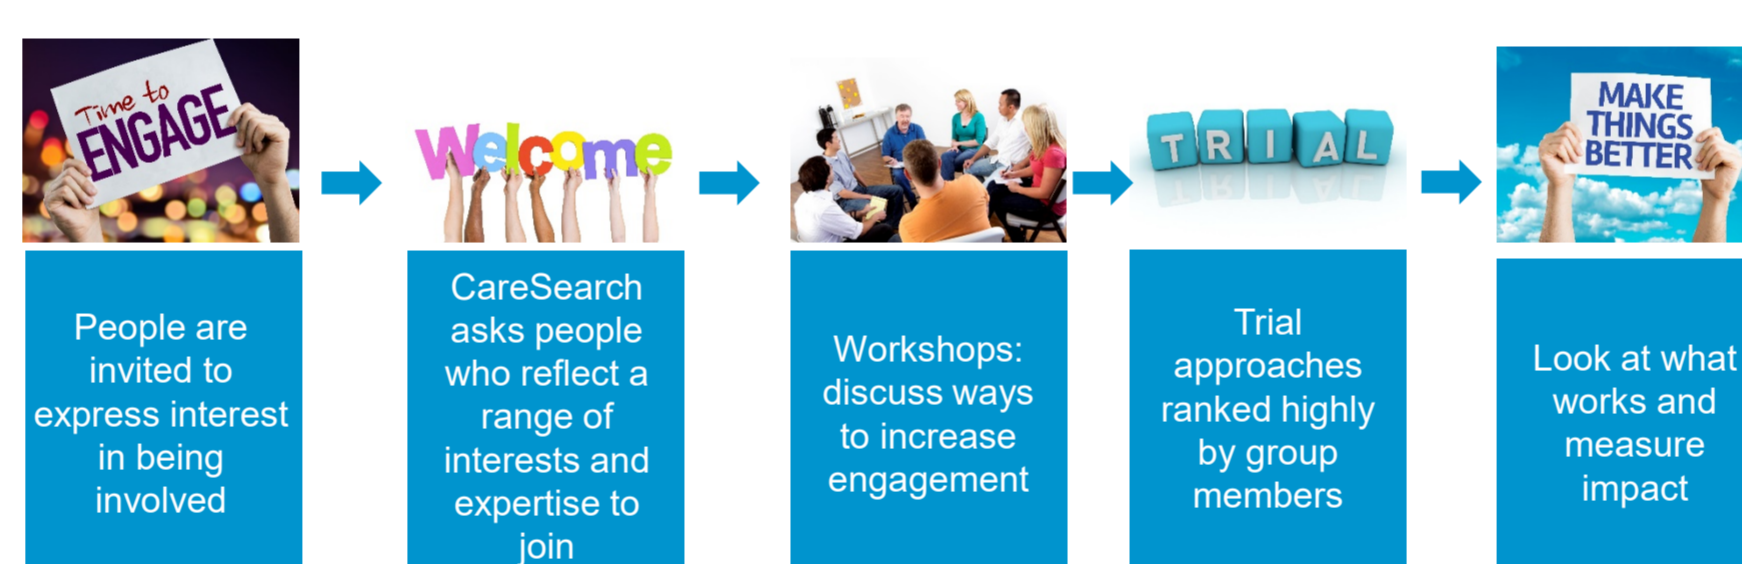 Time to
ENGAGE
Welcome
TRIAL
MAKE
THINGS
BETTER
People are
invited to
express interest
in being
involved
CareSearch
asks people
who reflect a
range of
interests and
expertise to
join
Workshops:
discuss ways
to increase
engagement
Trial
approaches
ranked highly
by group
members
Look at what
works and
measure
impact